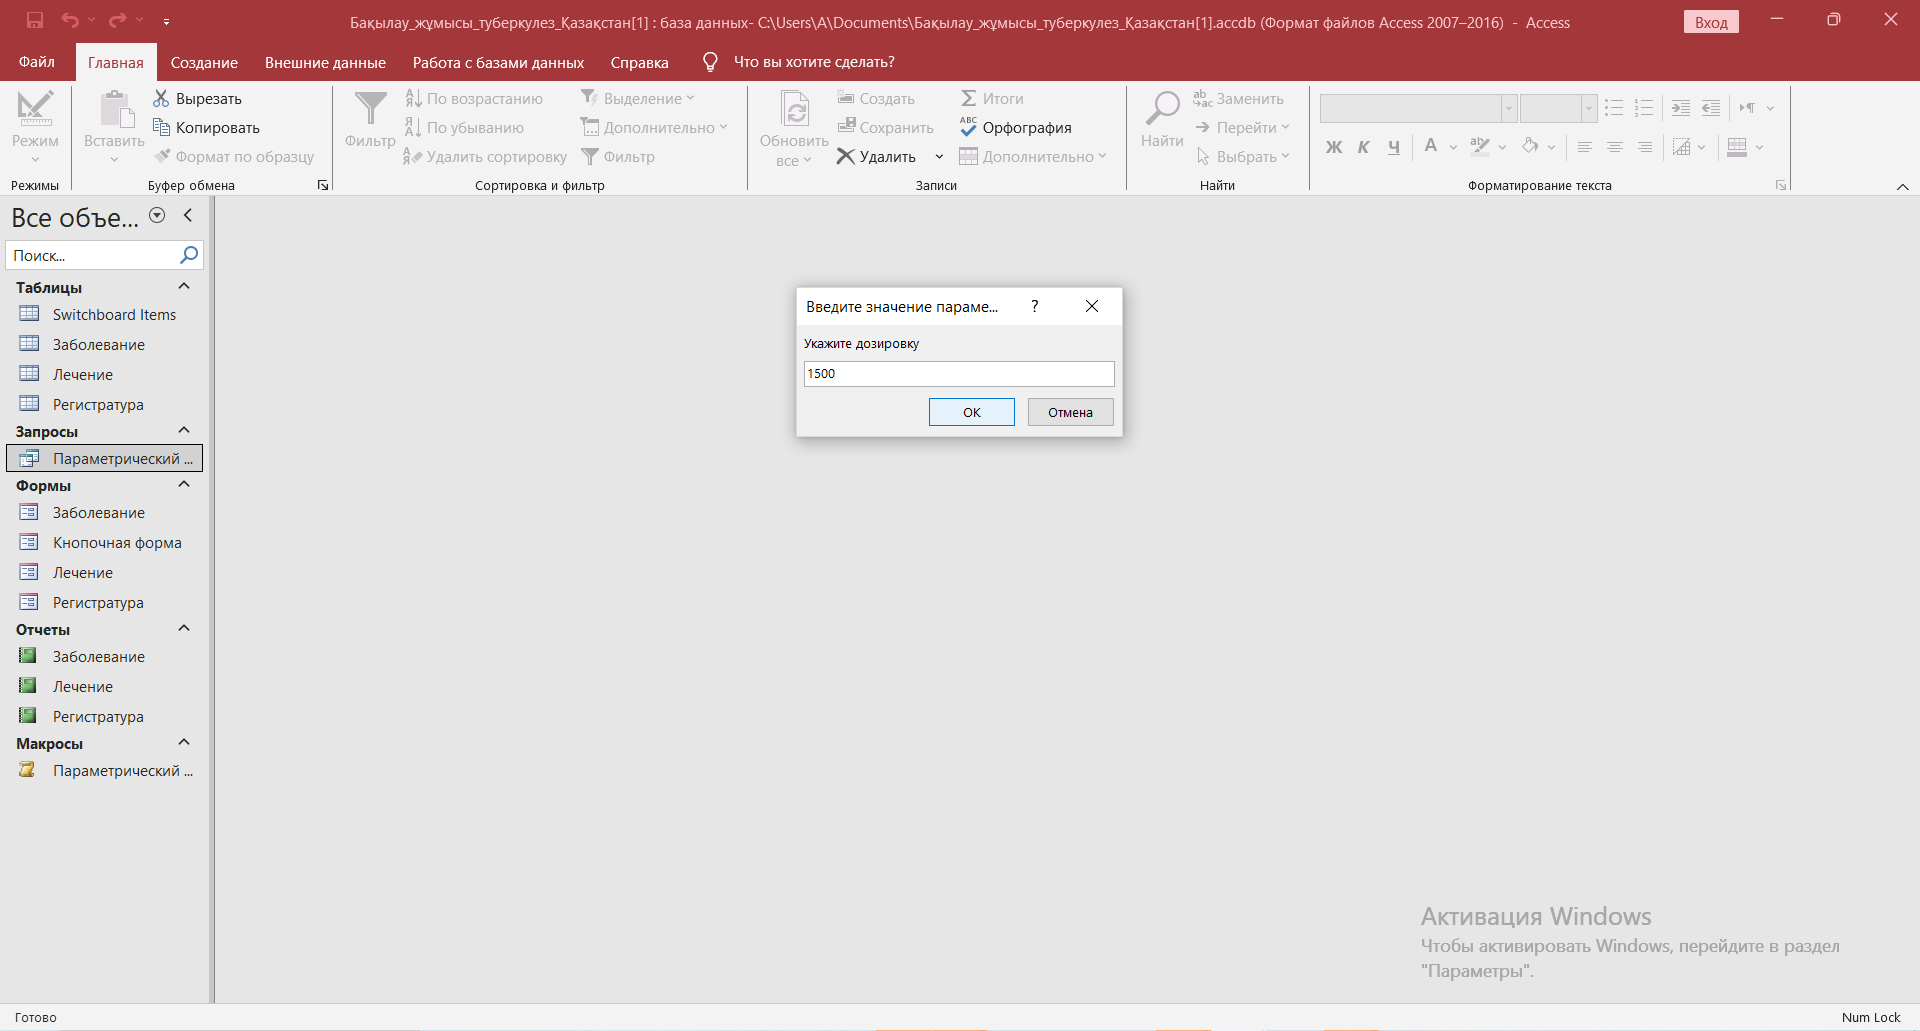 Бақылау_жұмысы_туберкулез_Қазақстан[1] : база данных- C:\Users\A\Documents\Бақылау_жұмысы_туберкулез_Қазақстан[1].accdb (Формат файлов Access 2007–2016) - Access
Вход
Файл Главная Создание Внешние данные Работа с базами данных Справка Что вы хотите сделать?
Режим
Режимы
Вставить
Вырезать
Копировать
Формат по образцу
Буфер обмена
Фильтр
По возрастанию
По убыванию
Удалить сортировку
Выделение
Дополнительно
Фильтр
Сортировка и фильтр
Обновить
все
Создать
Сохранить
Удалить
Итоги
Орфография
Дополнительно
Записи
Найти
Заменить
Перейти
Выбрать
Найти
Ж К Ч А
Форматирование текста
Все объе...
Поиск...
Таблицы
Switchboard Items
Заболевание
Лечение
Регистратура
Запросы
Параметрический ...
Формы
Заболевание
Кнопочная форма
Лечение
Регистратура
Отчеты
Заболевание
Лечение
Регистратура
Макросы
Параметрический ...
Введите значение параме... ?
Укажите дозировку
1500
ОК Отмена
Активация Windows
Чтобы активировать Windows, перейдите в раздел
"Параметры".
Готово
Num Lock